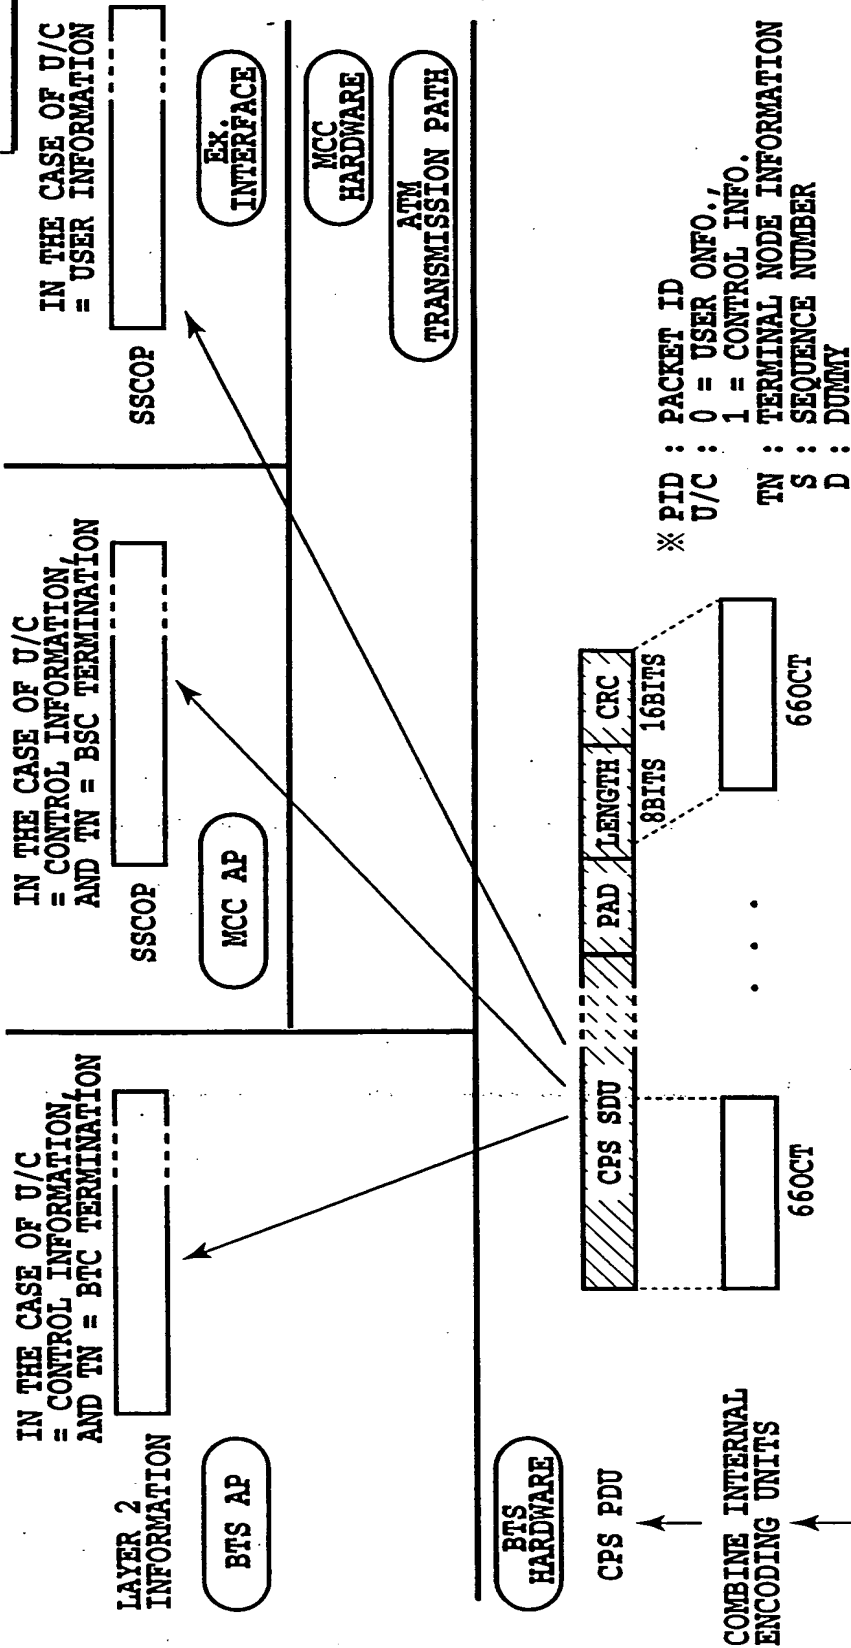 IN THE CASE OF U/C
= CONTROL INFORMATION,
AND TN = BTC TERMINATION
LAYER 2
INFORMATION
BTS AP
IN THE CASE OF U/C
= CONTROL INFORMATION,
AND TN = BSC TERMINATION
SSCOP
MCC AP
IN THE CASE OF U/C
= USER INFORMATION
SSCOP
Ex.
INTERFACE
MCC
HARDWARE
ATM
TRANSMISSION PATH
BTS
HARDWARE
CPS PDU
CPS SDU
PAD
LENGTH
CRC
8BITS
16BITS
COMBINE INTERNAL
ENCODING UNITS
66OCT
. . .
66OCT
※ PID : PACKET ID
U/C : 0 = USER ONFO.,
1 = CONTROL INFO.
TN : TERMINAL NODE INFORMATION
S : SEQUENCE NUMBER
D : DUMMY